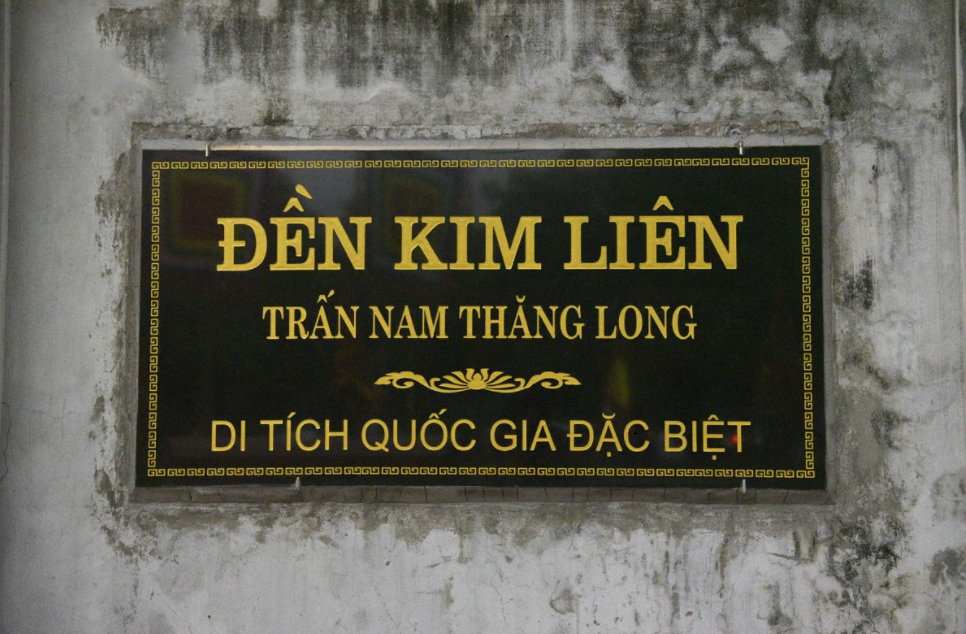 ĐỀN KIM LIÊN
TRẤN NAM THĂNG LONG
DI TÍCH QUỐC GIA ĐẶC BIỆT